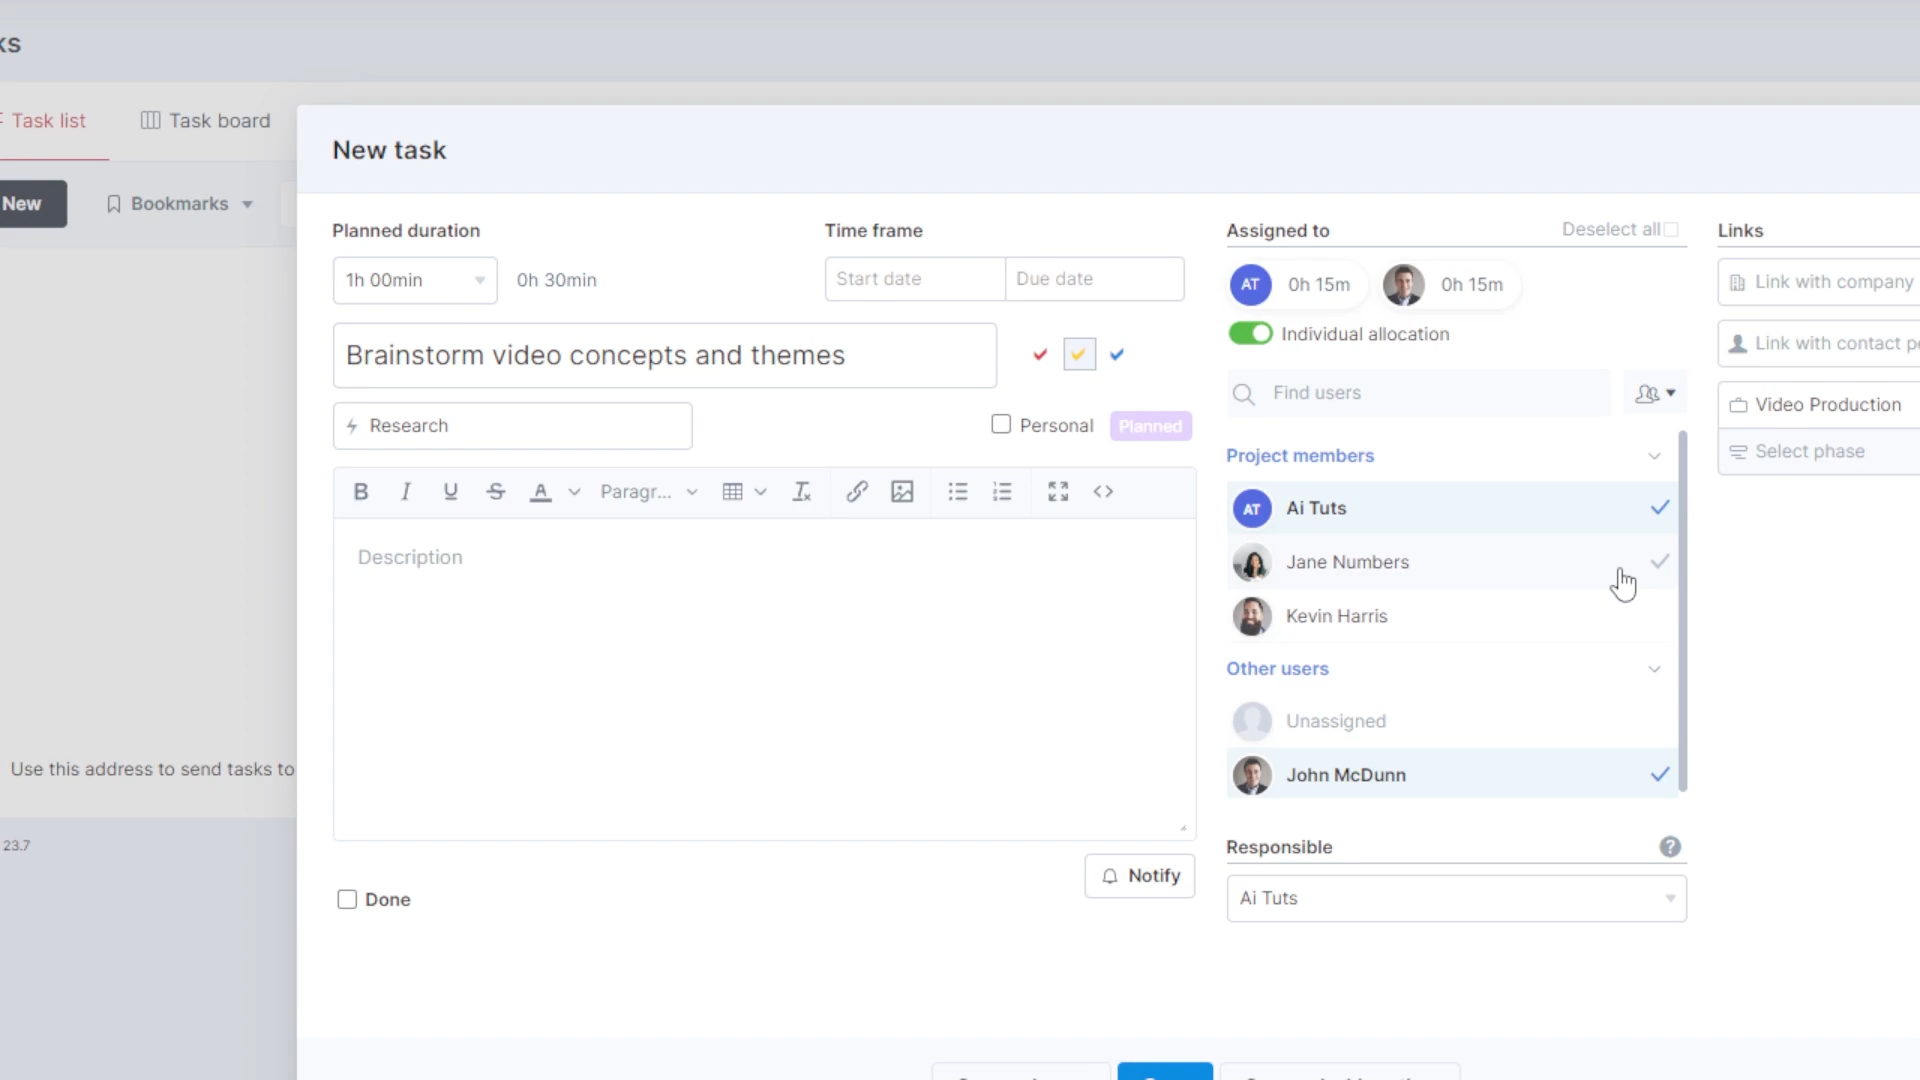 ks
Task list
Task board
New
Bookmarks
New task
Planned duration
1h 00min
0h 30min
Time frame
Start date
Due date
Brainstorm video concepts and themes
Research
Personal
Planned
Paragr...
Description
Done
Notify
Assigned to
Deselect all
AT
0h 15m
0h 15m
Individual allocation
Find users
Project members
AT
Ai Tuts
Jane Numbers
Kevin Harris
Other users
Unassigned
John McDunn
Responsible
?
Ai Tuts
Links
Link with company
Link with contact pe
Video Production
Select phase
Use this address to send tasks to
23.7